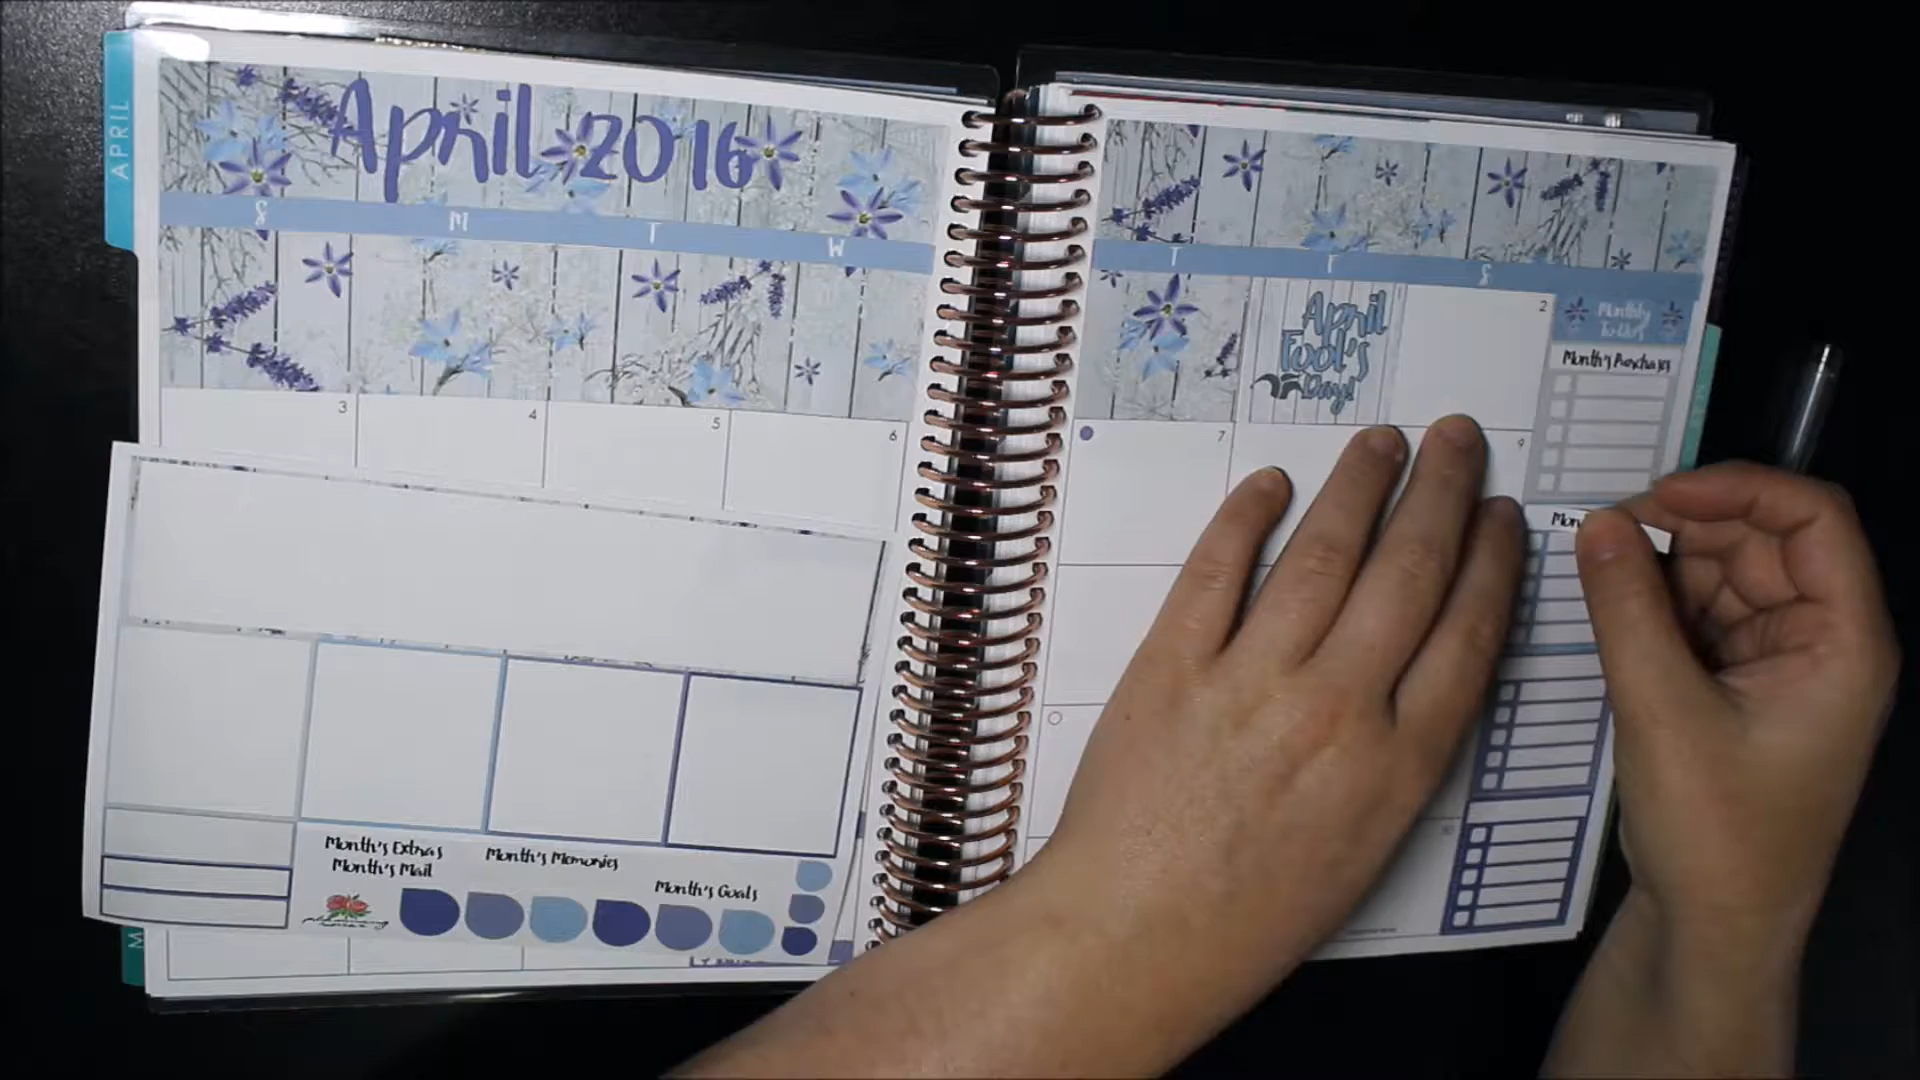 APRIL
April 2016
S M T W
T F S
April
Fool's
Day!
2
Monthly
To Do's
Month's Purchases
3 4 5 6
7 9
Month's Extras
Month's Mail
Month's Memories
Month's Goals